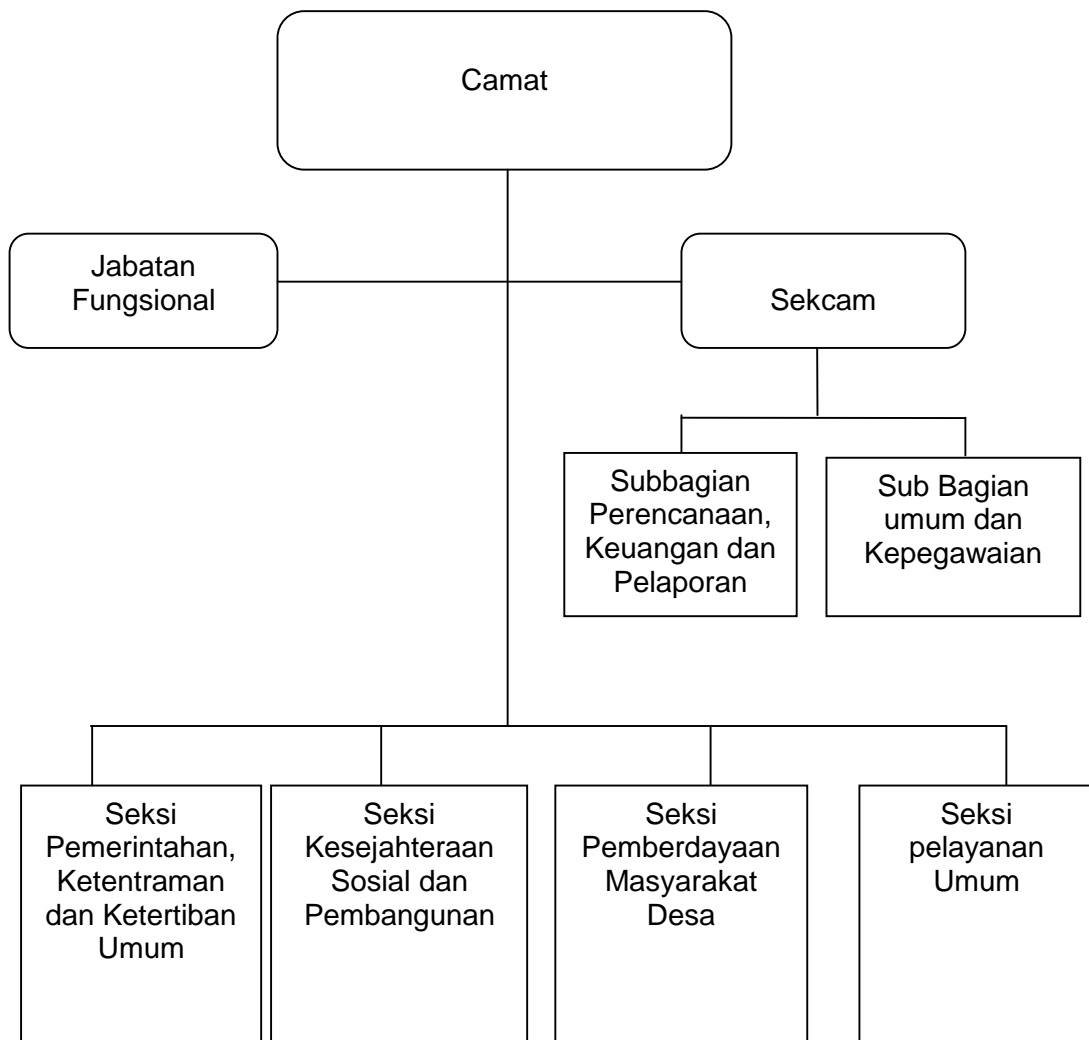 Camat
Jabatan
Fungsional
Sekcam
Subbagian
Perencanaan,
Keuangan dan
Pelaporan
Sub Bagian
umum dan
Kepegawaian
Seksi
Pemerintahan,
Ketentraman
dan Ketertiban
Umum
Seksi
Kesejahteraan
Sosial dan
Pembangunan
Seksi
Pemberdayaan
Masyarakat
Desa
Seksi
pelayanan
Umum